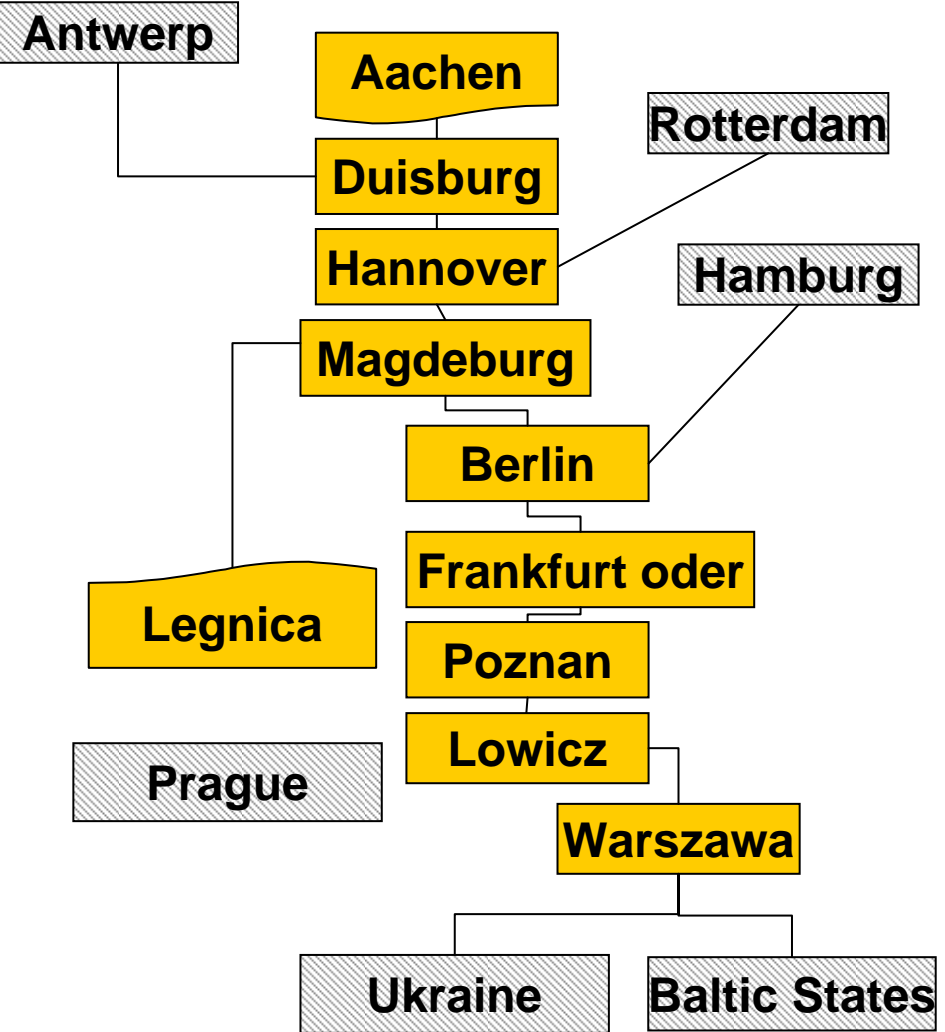 Antwerp
Aachen
Rotterdam
Duisburg
Hannover
Hamburg
Magdeburg
Berlin
Frankfurt oder
Legnica
Poznan
Lowicz
Prague
Warszawa
Ukraine
Baltic States